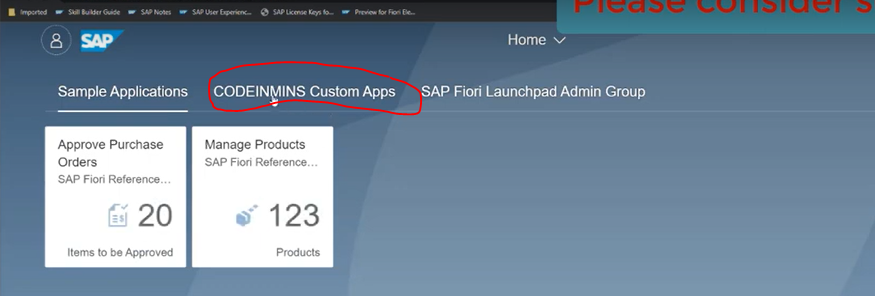 Please consider s
Imported Skill Builder Guide SAP Notes SAP User Experienc... SAP License Keys fo... Preview for Fiori Ele...
SAP Home
Sample Applications CODEINMINS Custom Apps SAP Fiori Launchpad Admin Group
Approve Purchase
Orders
SAP Fiori Reference...
20
Items to be Approved
Manage Products
SAP Fiori Reference...
123
Products